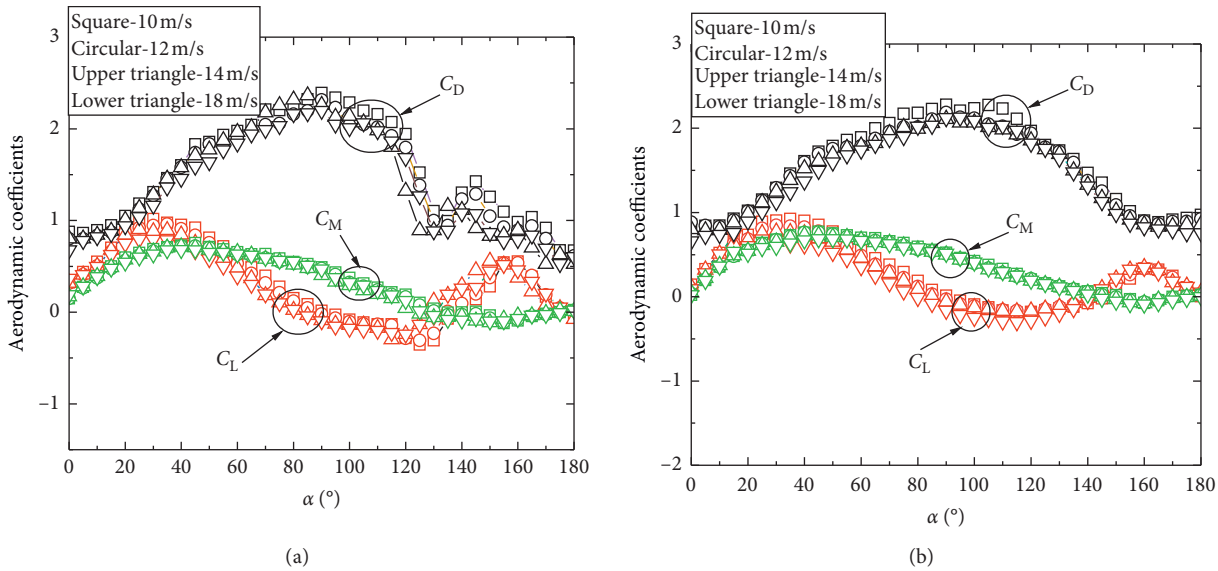 Square-10 m/s
Circular-12 m/s
Upper triangle-14 m/s
Lower triangle-18 m/s
3
2
1
0
−1
Aerodynamic coefficients
C_D
C_M
C_L
0 20 40 60 80 100 120 140 160 180
α (°)
(a)
Square-10 m/s
Circular-12 m/s
Upper triangle-14 m/s
Lower triangle-18 m/s
3
2
1
0
−1
−2
Aerodynamic coefficients
C_D
C_M
C_L
0 20 40 60 80 100 120 140 160 180
α (°)
(b)